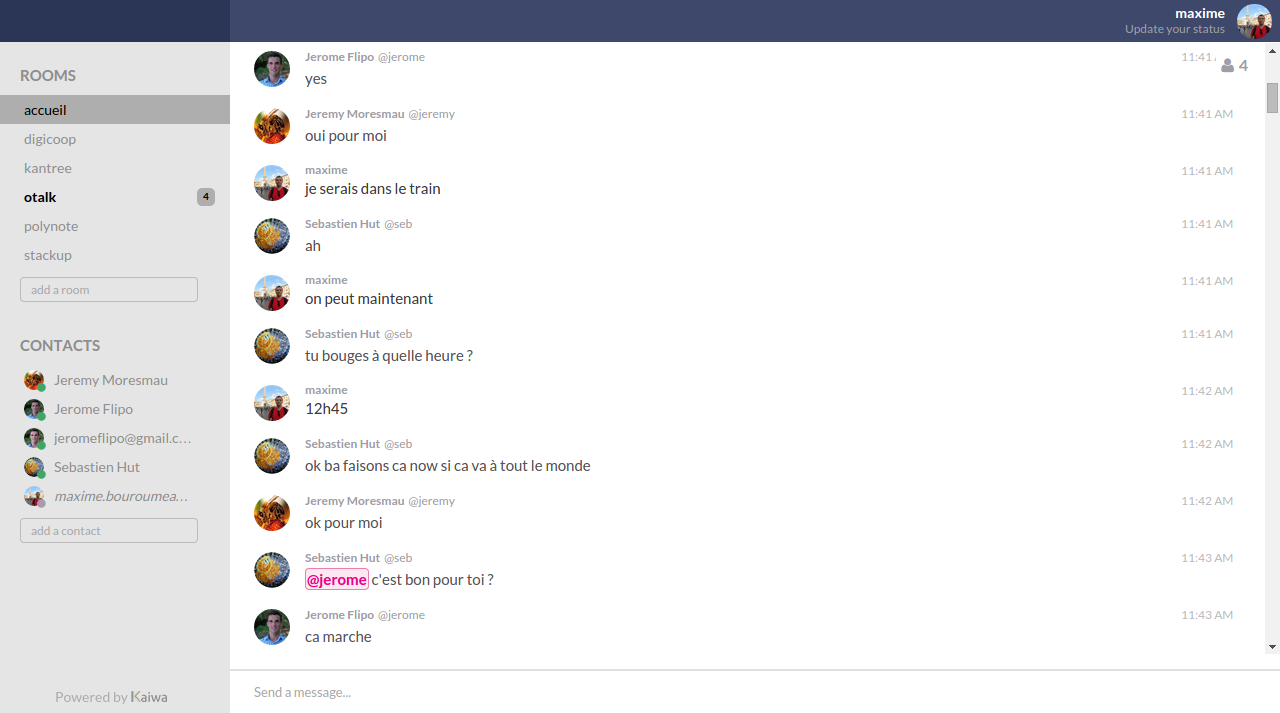 maxime
Update your status
ROOMS
accueil
digicoop
kantree
otalk 4
polynote
stackup
add a room
CONTACTS
Jeremy Moresmau
Jerome Flipo
jeromeflipo@gmail.c...
Sebastien Hut
maxime.bouroumea...
add a contact
Powered by Kaiwa
4
Jerome Flipo @jerome 11:41
yes
Jeremy Moresmau @jeremy 11:41 AM
oui pour moi
maxime 11:41 AM
je serais dans le train
Sebastien Hut @seb 11:41 AM
ah
maxime 11:41 AM
on peut maintenant
Sebastien Hut @seb 11:41 AM
tu bouges à quelle heure ?
maxime 11:42 AM
12h45
Sebastien Hut @seb 11:42 AM
ok ba faisons ca now si ca va à tout le monde
Jeremy Moresmau @jeremy 11:42 AM
ok pour moi
Sebastien Hut @seb 11:43 AM
@jerome c'est bon pour toi ?
Jerome Flipo @jerome 11:43 AM
ca marche
Send a message...